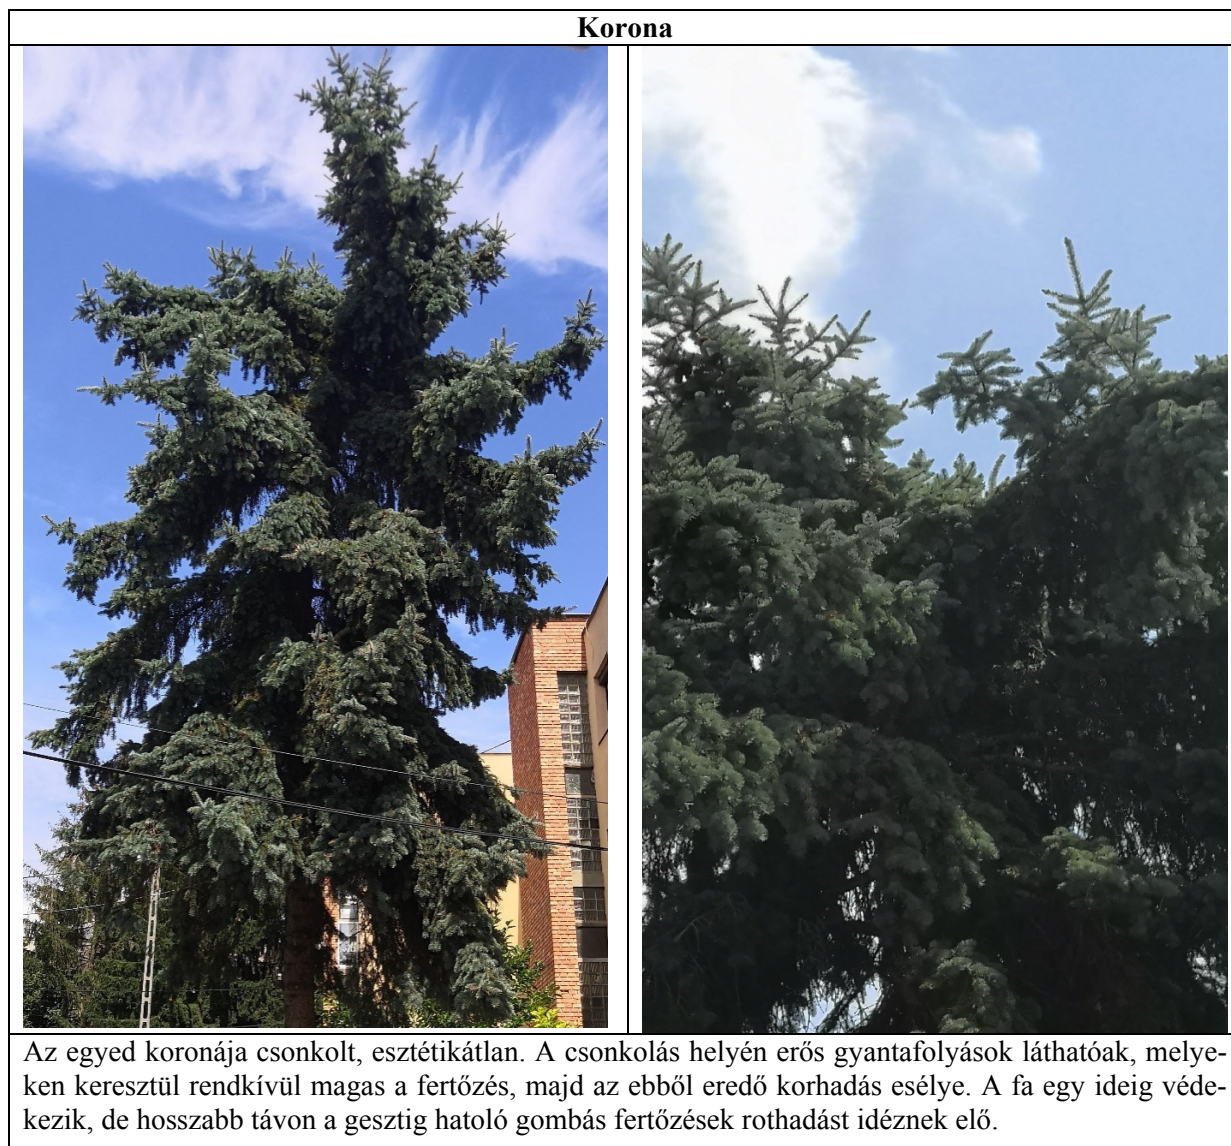 Korona
Az egyed koronája csonkolt, esztétikátlan. A csonkolás helyén erős gyantafolyások láthatóak, melye-
ken keresztül rendkívül magas a fertőzés, majd az ebből eredő korhadás esélye. A fa egy ideig véde-
kezik, de hosszabb távon a gesztig hatoló gombás fertőzések rothadást idéznek elő.